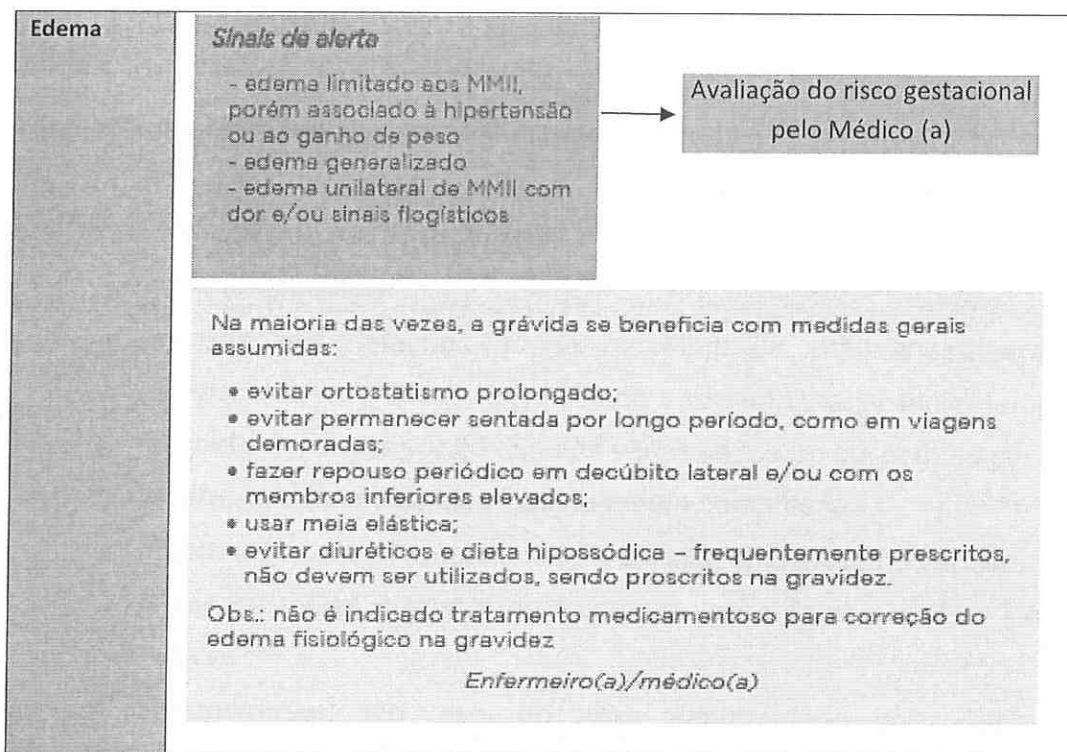 Edema
Sinais de alerta
- edema limitado aos MMII,
porém associado à hipertensão
ou ao ganho de peso
- edema generalizado
- edema unilateral de MMII com
dor e/ou sinais flogísticos
Avaliação do risco gestacional
pelo Médico (a)
Na maioria das vezes, a grávida se beneficia com medidas gerais
assumidas:
• evitar ortostatismo prolongado;
• evitar permanecer sentada por longo período, como em viagens
demoradas;
• fazer repouso periódico em decúbito lateral e/ou com os
membros inferiores elevados;
• usar meia elástica;
• evitar diuréticos e dieta hipossódica – frequentemente prescritos,
não devem ser utilizados, sendo proscritos na gravidez.
Obs.: não é indicado tratamento medicamentoso para correção do
edema fisiológico na gravidez
Enfermeiro(a)/médico(a)